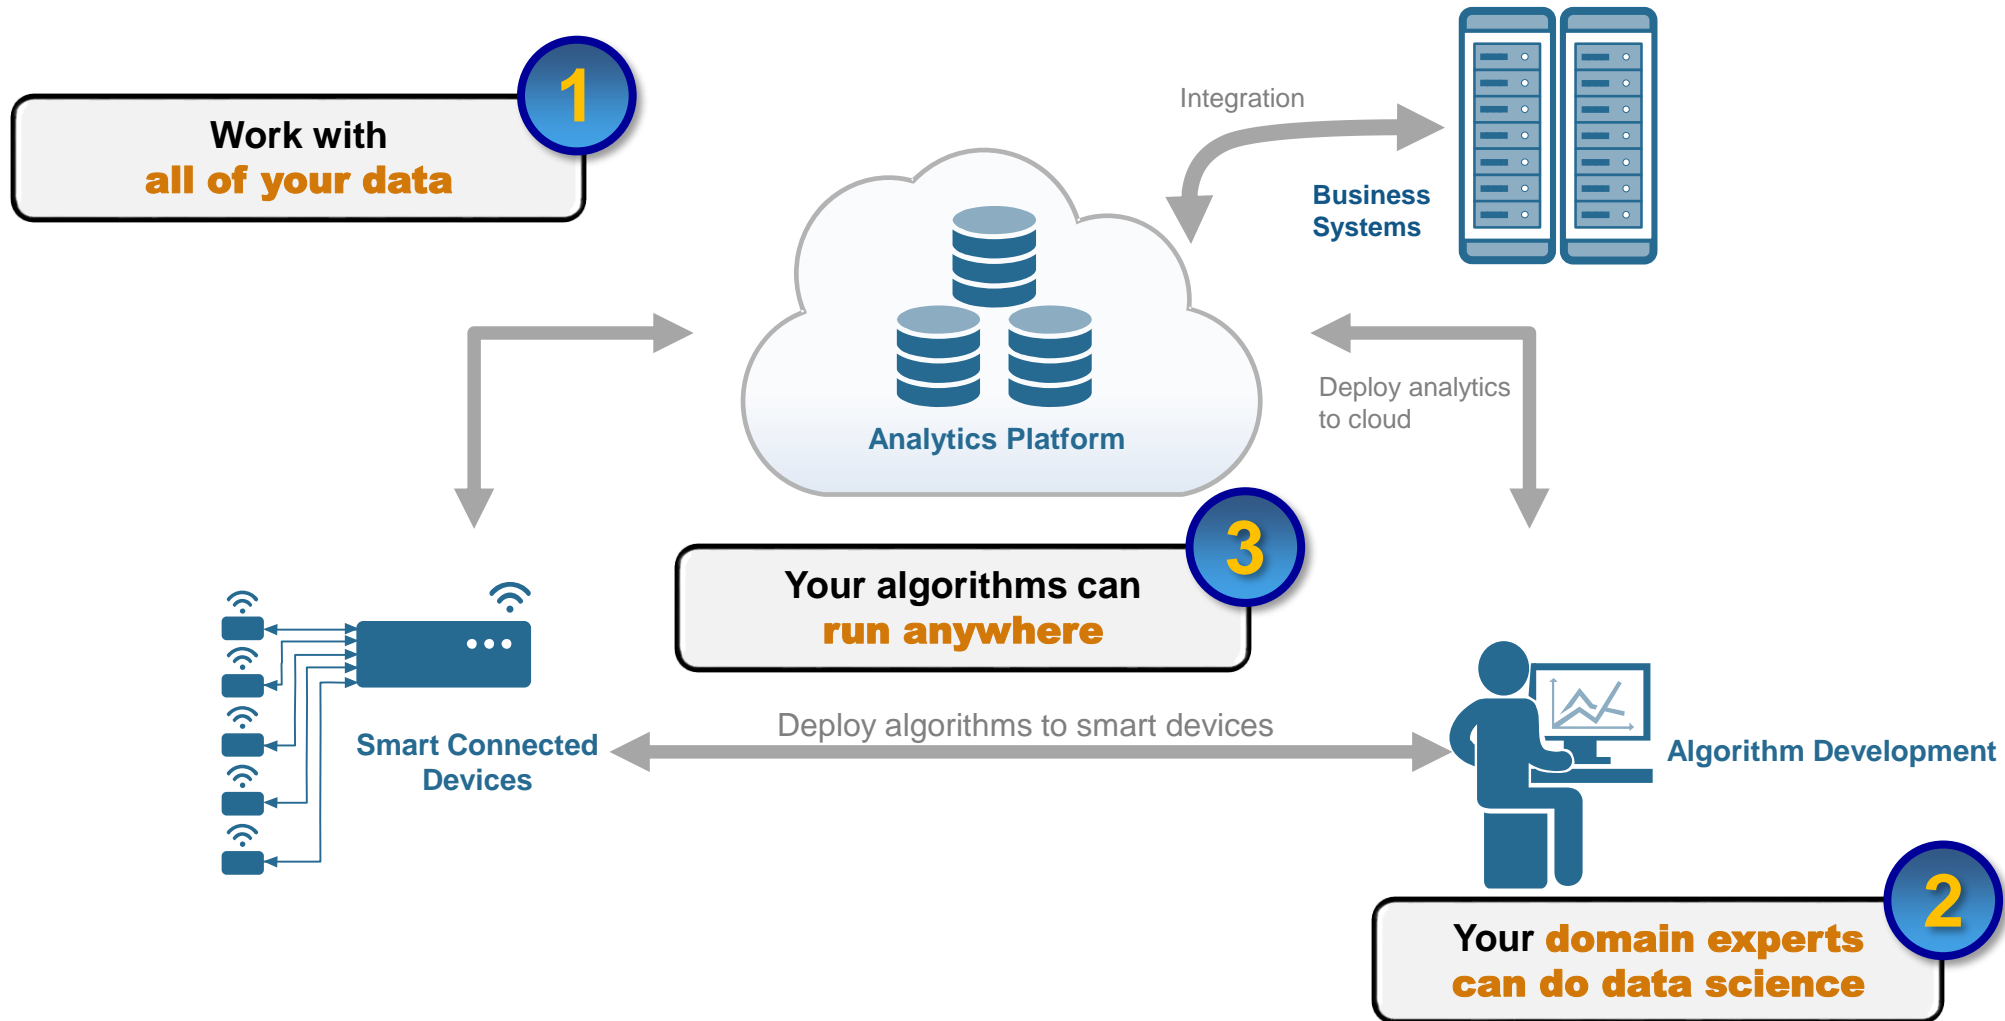 1
Work with
all of your data
Integration
Business
Systems
Analytics Platform
Deploy analytics
to cloud
3
Your algorithms can
run anywhere
Smart Connected
Devices
Deploy algorithms to smart devices
Algorithm Development
2
Your domain experts
can do data science